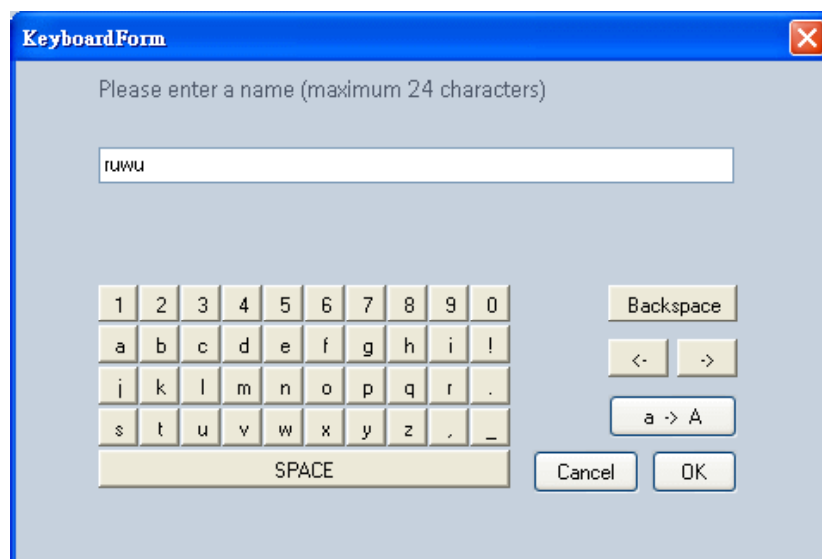 KeyboardForm
Please enter a name (maximum 24 characters)
ruwu
1 2 3 4 5 6 7 8 9 0 Backspace
a b c d e f g h i ! <- ->
j k l m n o p q r .
a -> A
s t u v w x y z , _
SPACE Cancel OK